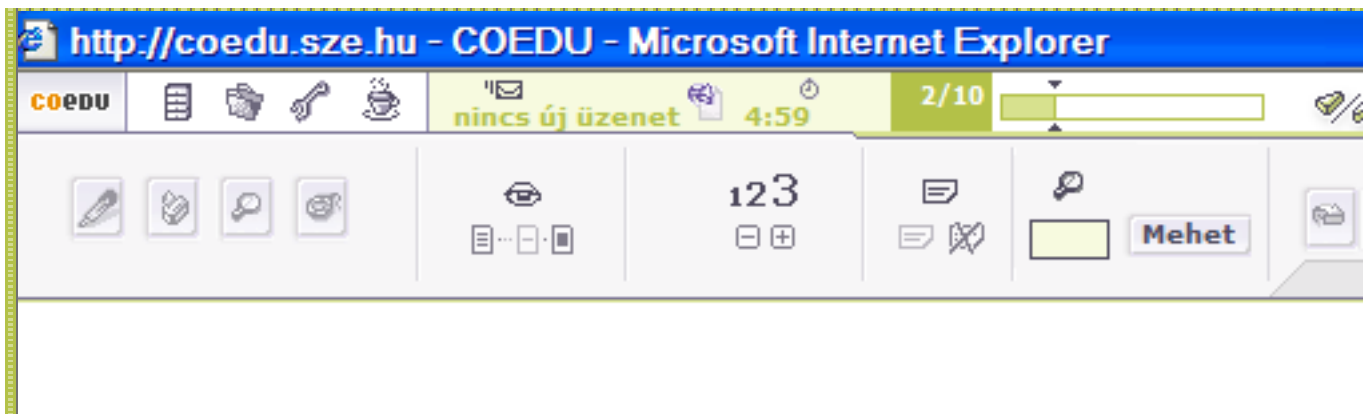 http://coedu.sze.hu - COEDU - Microsoft Internet Explorer
COEDU
nincs új üzenet 4:59
2/10
123
Mehet